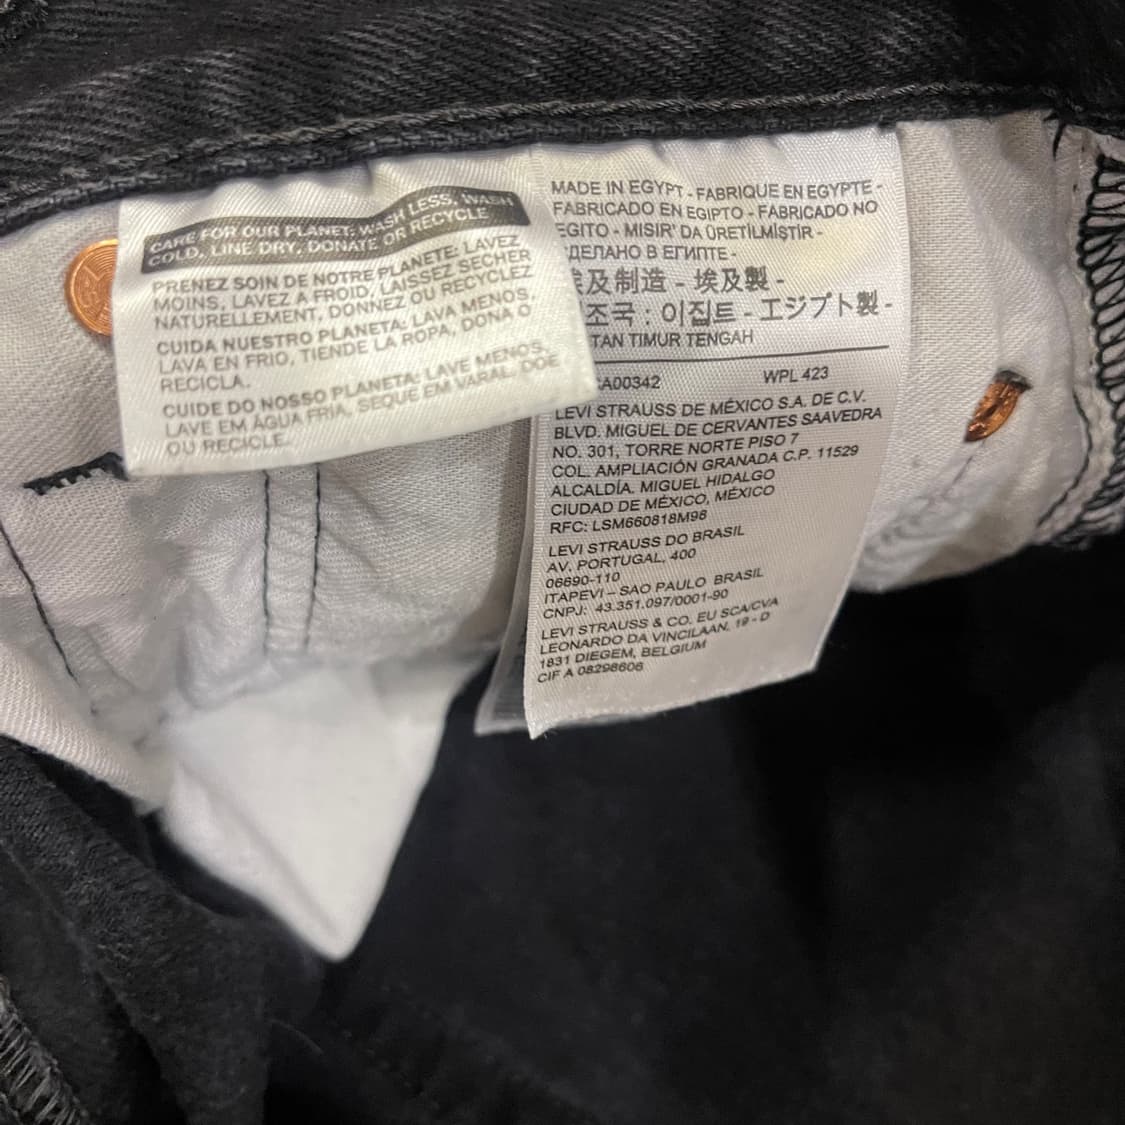 CARE FOR OUR PLANET: WASH LESS, WASH
COLD, LINE DRY, DONATE OR RECYCLE
PRENEZ SOIN DE NOTRE PLANETE: LAVEZ
MOINS, LAVEZ A FROID, LAISSEZ SECHER
NATURELLEMENT, DONNEZ OU RECYCLEZ
CUIDA NUESTRO PLANETA: LAVA MENOS,
LAVA EN FRIO, TIENDE LA ROPA, DONA O
RECICLA.
CUIDE DO NOSSO PLANETA: LAVE MENOS,
LAVE EM ÁGUA FRIA, SEQUE EM VARAL, DOE
OU RECICLE.
MADE IN EGYPT - FABRIQUE EN EGYPTE -
FABRICADO EN EGIPTO - FABRICADO NO
EGITO - MISIR' DA ÜRETİLMİŞTİR -
СДЕЛАНО В ЕГИПТЕ -
埃及制造 - 埃及製 -
조국 : 이집트 - エジプト製 -
TAN TIMUR TENGAH
CA00342 WPL 423
LEVI STRAUSS DE MÉXICO S.A. DE C.V.
BLVD. MIGUEL DE CERVANTES SAAVEDRA
NO. 301, TORRE NORTE PISO 7
COL. AMPLIACIÓN GRANADA C.P. 11529
ALCALDÍA. MIGUEL HIDALGO
CIUDAD DE MÉXICO, MÉXICO
RFC: LSM660818M98
LEVI STRAUSS DO BRASIL
AV. PORTUGAL, 400
06690-110
ITAPEVI – SAO PAULO BRASIL
CNPJ: 43.351.097/0001-90
LEVI STRAUSS & CO. EU SCA/CVA
LEONARDO DA VINCILAAN, 19 - D
1831 DIEGEM, BELGIUM
CIF A 08298606